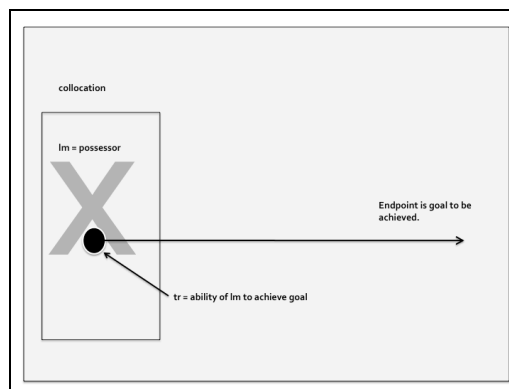 collocation
lm = possessor
X
Endpoint is goal to be
achieved.
tr = ability of lm to achieve goal